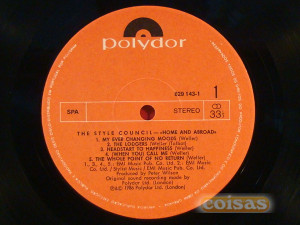 polydor
828 143-1
1
SPA
STEREO
33⅓
THE STYLE COUNCIL — «HOME AND ABROAD»
1. MY EVER CHANGING MOODS (Weller)
2. THE LODGERS (Weller/Talbot)
3. HEADSTART TO HAPPINESS (Weller)
4. (WHEN YOU) CALL ME (Weller)
5. THE WHOLE POINT OF NO RETURN (Weller)
Produced by Peter Wilson
Original sound recording made by
Polydor Ltd. (London)
1986 Polydor Ltd. (London)
coisas